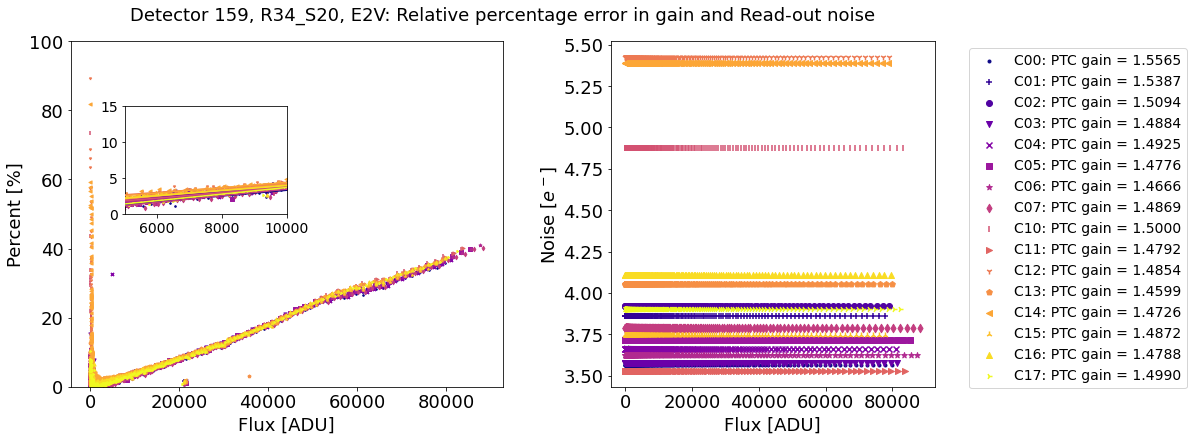 Detector 159, R34_S20, E2V: Relative percentage error in gain and Read-out noise
100
80
60
40
20
0
Percent [%]
0 20000 40000 60000 80000
Flux [ADU]
15
10
5
0
6000 8000 10000
5.50
5.25
5.00
4.75
4.50
4.25
4.00
3.75
3.50
Noise [e⁻]
0 20000 40000 60000 80000
Flux [ADU]
C00: PTC gain = 1.5565
C01: PTC gain = 1.5387
C02: PTC gain = 1.5094
C03: PTC gain = 1.4884
C04: PTC gain = 1.4925
C05: PTC gain = 1.4776
C06: PTC gain = 1.4666
C07: PTC gain = 1.4869
C10: PTC gain = 1.5000
C11: PTC gain = 1.4792
C12: PTC gain = 1.4854
C13: PTC gain = 1.4599
C14: PTC gain = 1.4726
C15: PTC gain = 1.4872
C16: PTC gain = 1.4788
C17: PTC gain = 1.4990